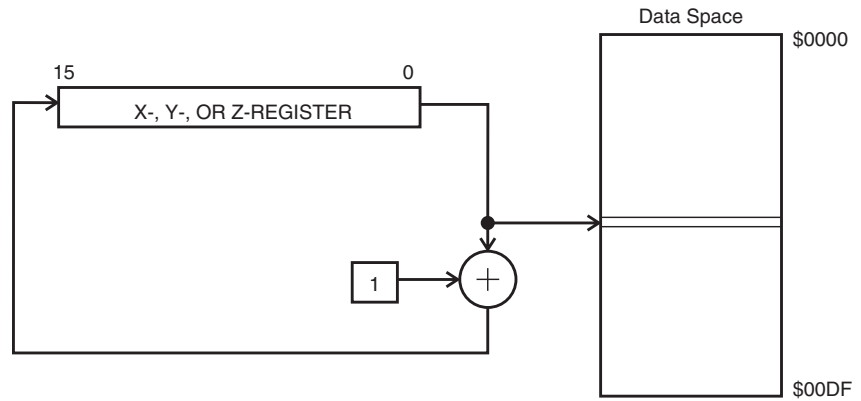 Data Space
$0000
15 0
X-, Y-, OR Z-REGISTER
1
+
$00DF